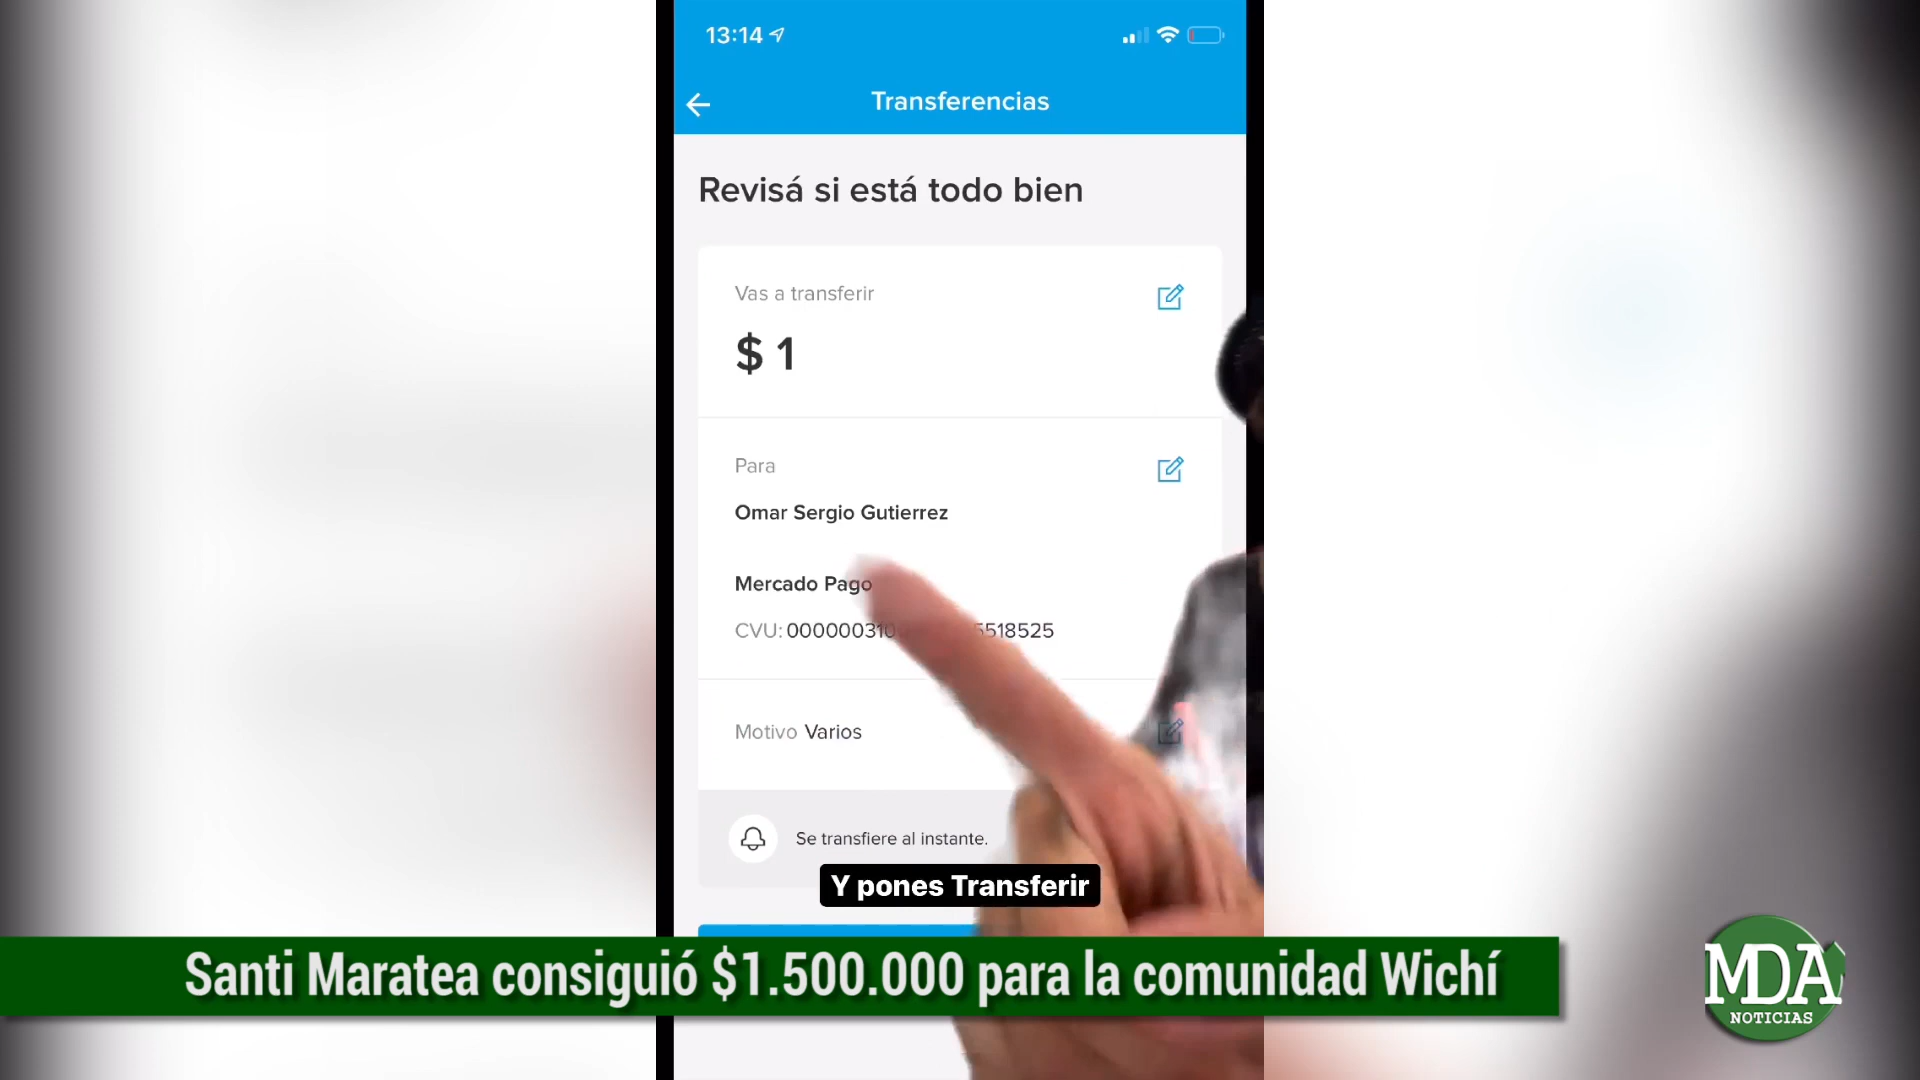 13:14
Transferencias
Revisá si está todo bien
Vas a transferir
$ 1
Para
Omar Sergio Gutierrez
Mercado Pago
CVU: 000000310 5518525
Motivo Varios
Se transfiere al instante.
Y pones Transferir
Santi Maratea consiguió $1.500.000 para la comunidad Wichí
MDA
NOTICIAS